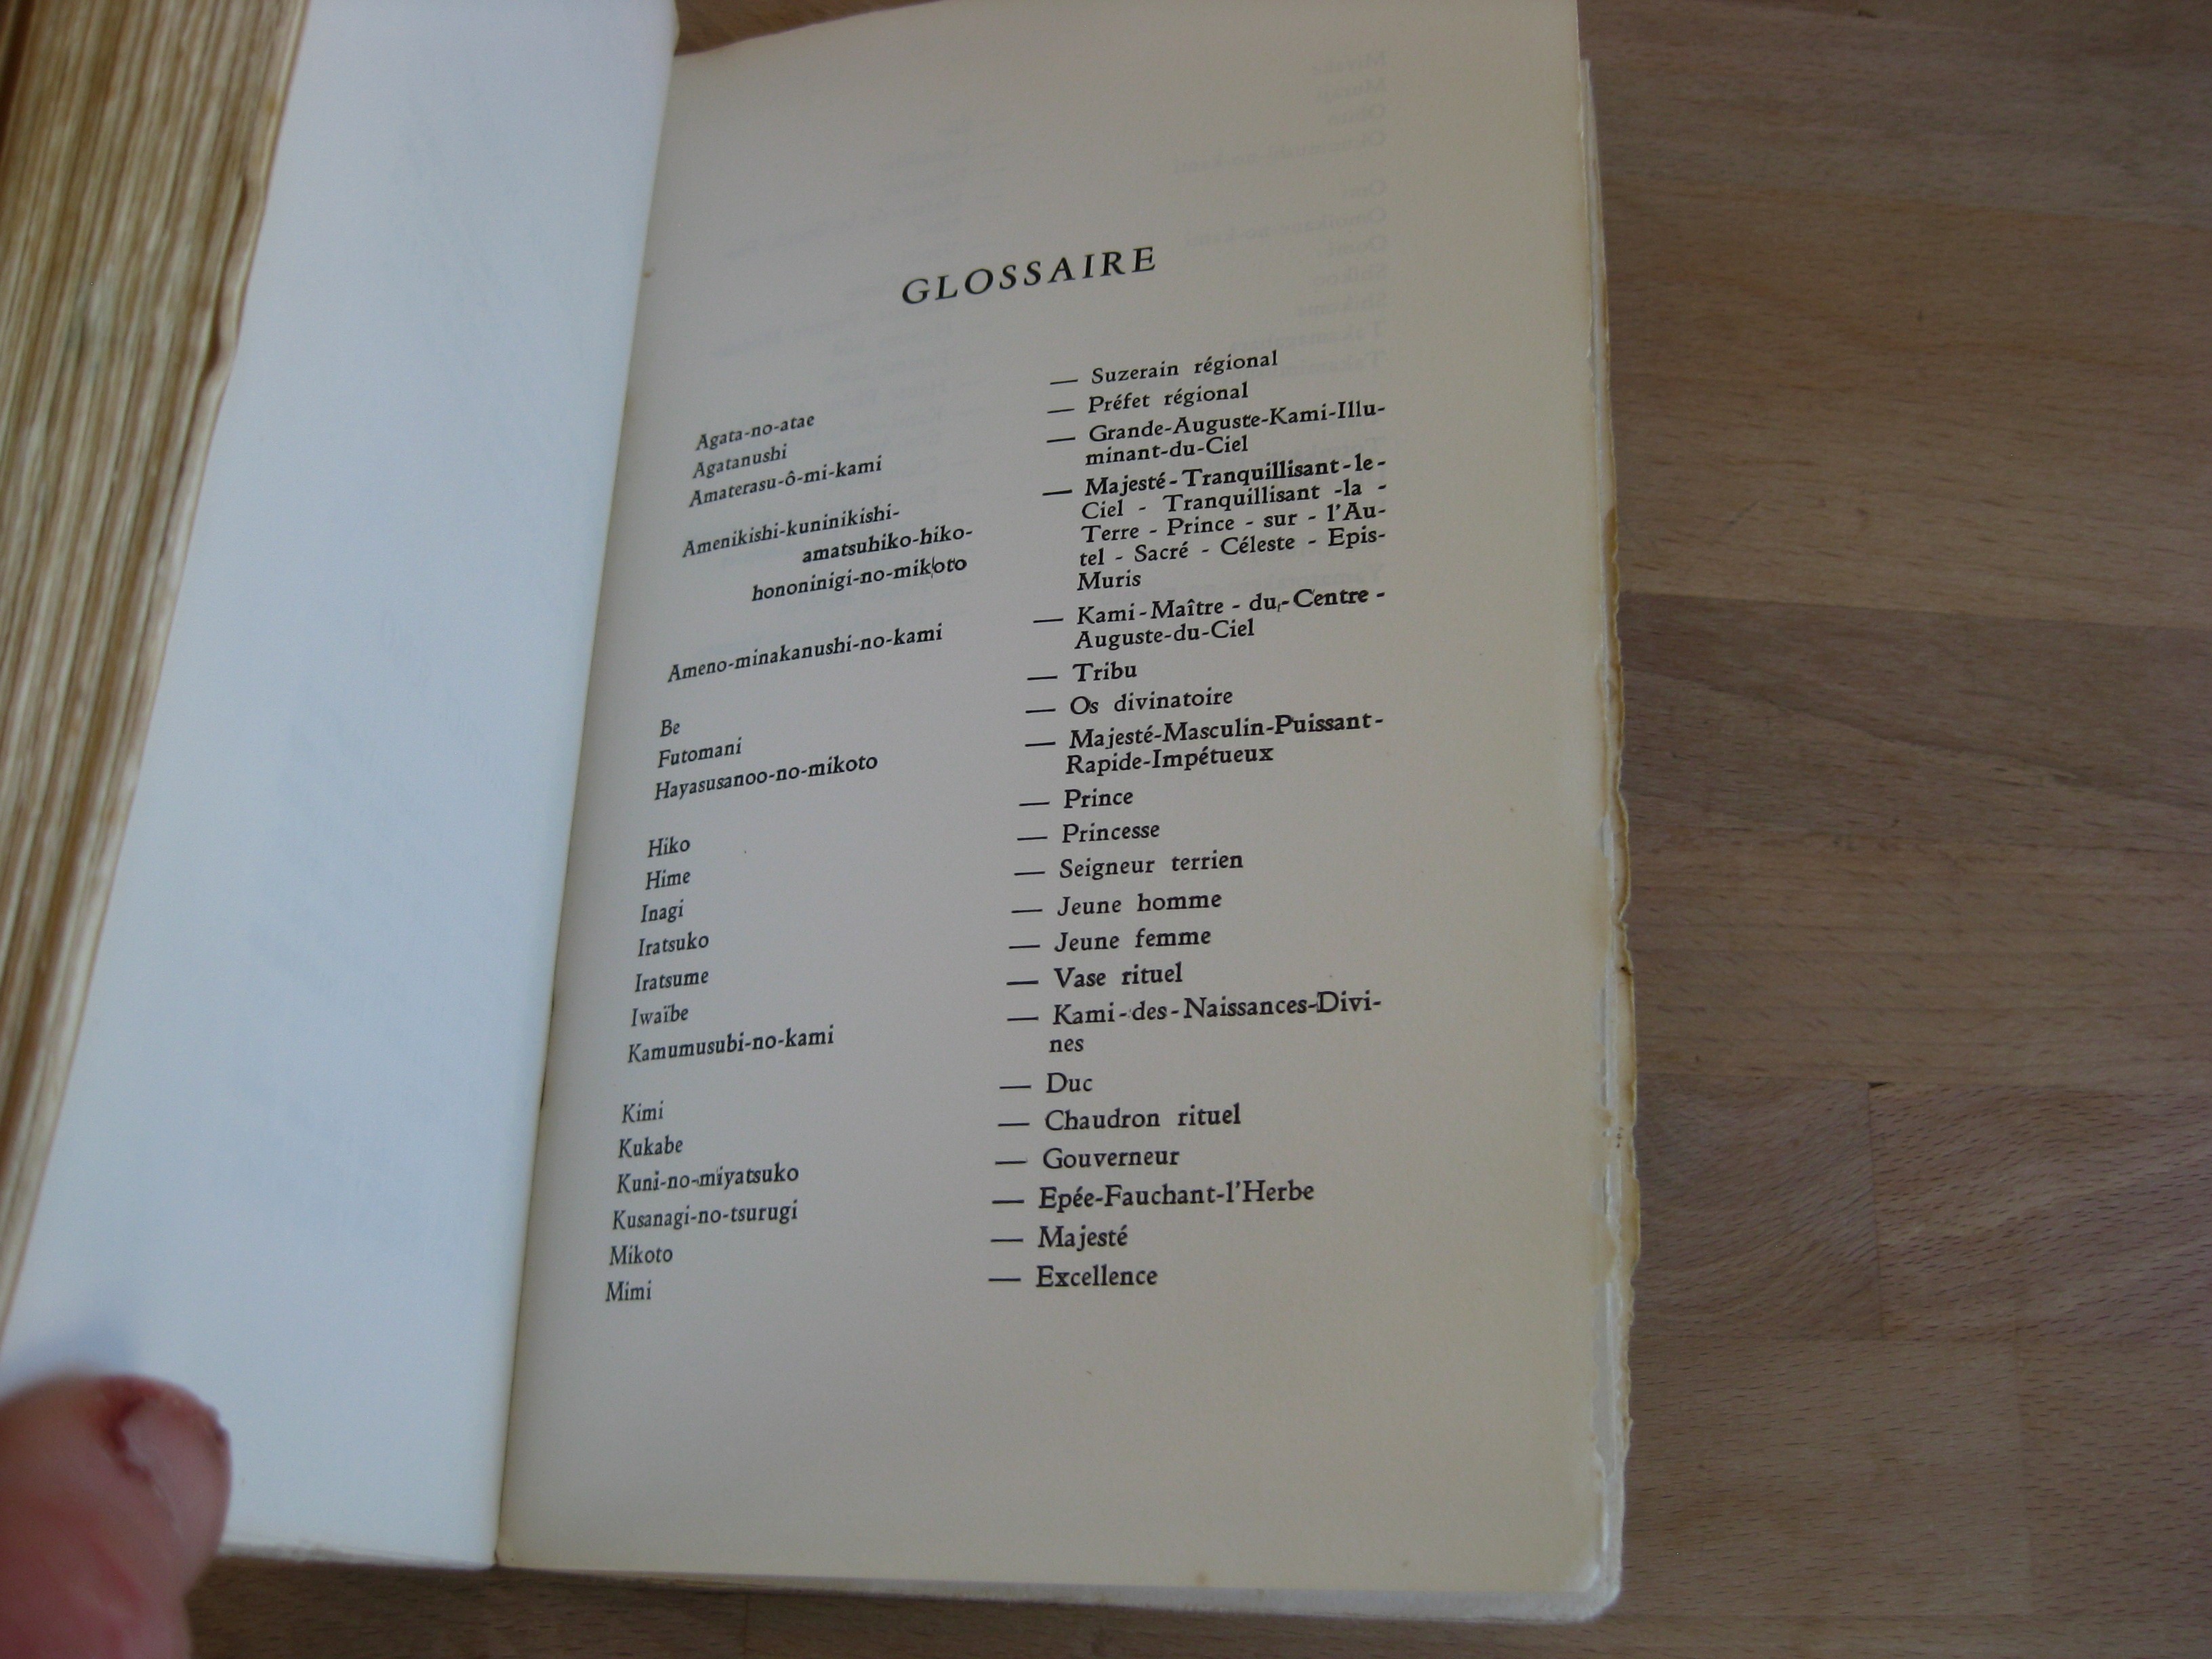 GLOSSAIRE
Agata-no-atae — Suzerain régional
Agatanushi — Préfet régional
Amaterasu-ô-mi-kami — Grande-Auguste-Kami-Illu-
minant-du-Ciel
Amenikishi-kuninikishi- — Majesté-Tranquillisant-le-
amatsuhiko-hiko- Ciel - Tranquillisant -la -
hononinigi-no-mikoto Terre - Prince - sur - l'Au-
tel - Sacré - Céleste - Epis-
Muris
Ameno-minakanushi-no-kami — Kami-Maître - du-Centre -
Auguste-du-Ciel
Be — Tribu
Futomani — Os divinatoire
Hayasusanoo-no-mikoto — Majesté-Masculin-Puissant-
Rapide-Impétueux
Hiko — Prince
Hime — Princesse
Inagi — Seigneur terrien
Iratsuko — Jeune homme
Iratsume — Jeune femme
Iwaïbe — Vase rituel
Kamumusubi-no-kami — Kami-des-Naissances-Divi-
nes
Kimi — Duc
Kukabe — Chaudron rituel
Kuni-no-miyatsuko — Gouverneur
Kusanagi-no-tsurugi — Epée-Fauchant-l'Herbe
Mikoto — Majesté
Mimi — Excellence